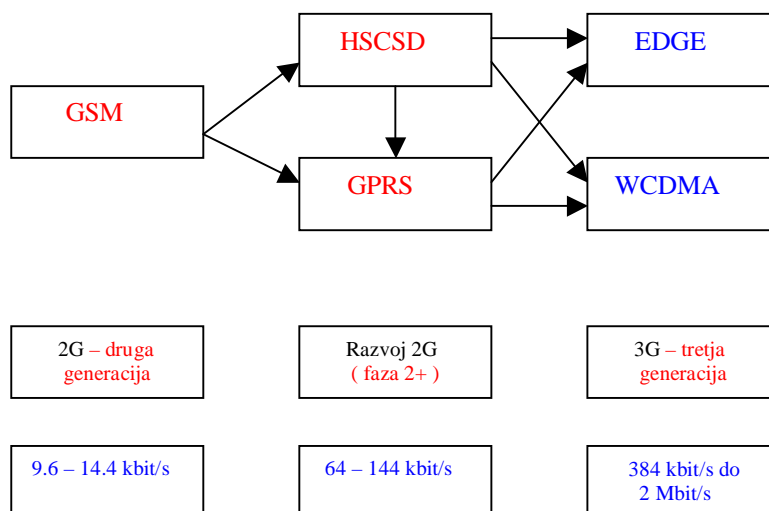 HSCSD
EDGE
GSM
GPRS
WCDMA
2G – druga
generacija
Razvoj 2G
( faza 2+ )
3G – tretja
generacija
9.6 – 14.4 kbit/s
64 – 144 kbit/s
384 kbit/s do
2 Mbit/s